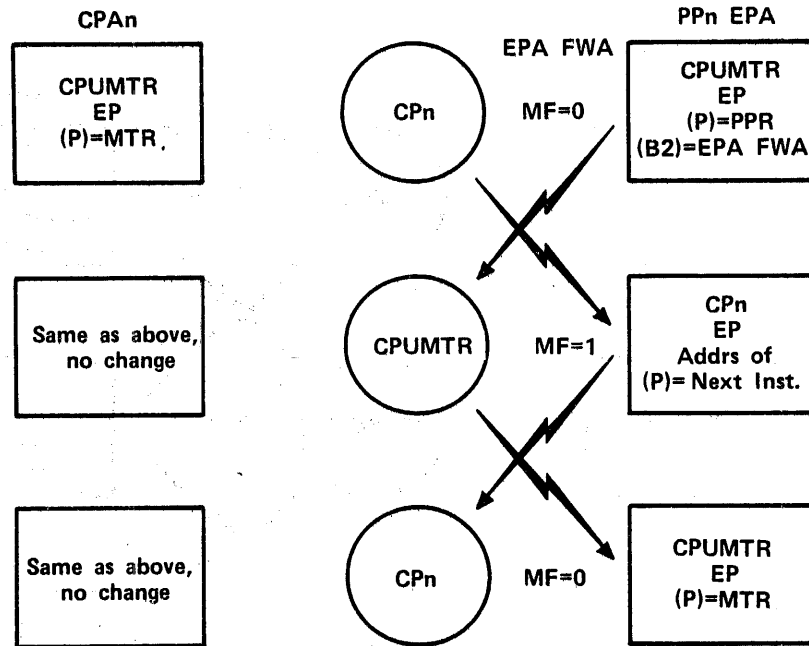 CPAn
PPn EPA
EPA FWA
CPUMTR
EP
(P)=MTR.
CPn
MF=0
CPUMTR
EP
(P)=PPR
(B2)=EPA FWA
Same as above,
no change
CPUMTR
MF=1
CPn
EP
Addrs of
(P)= Next Inst.
Same as above,
no change
CPn
MF=0
CPUMTR
EP
(P)=MTR